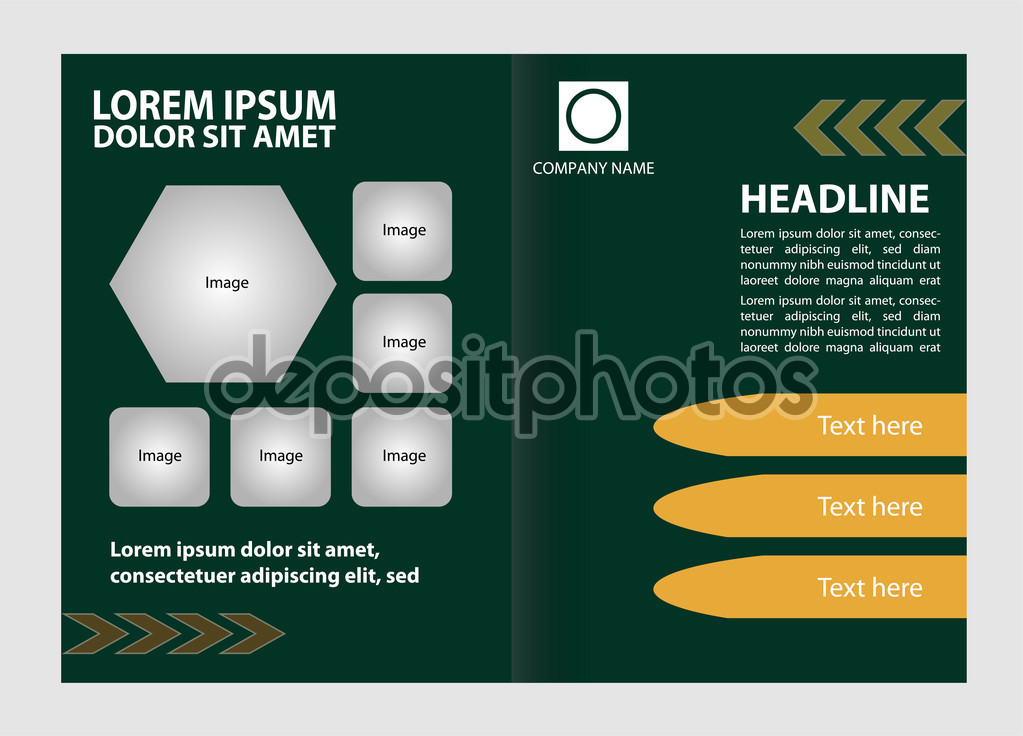 LOREM IPSUM
DOLOR SIT AMET
Image
Image
Image
Image
Image
Image
Lorem ipsum dolor sit amet,
consectetuer adipiscing elit, sed
COMPANY NAME
HEADLINE
Lorem ipsum dolor sit amet, consec-
tetuer adipiscing elit, sed diam
nonummy nibh euismod tincidunt ut
laoreet dolore magna aliquam erat
Lorem ipsum dolor sit amet, consec-
tetuer adipiscing elit, sed diam
nonummy nibh euismod tincidunt ut
laoreet dolore magna aliquam erat
Text here
Text here
Text here
depositphotos